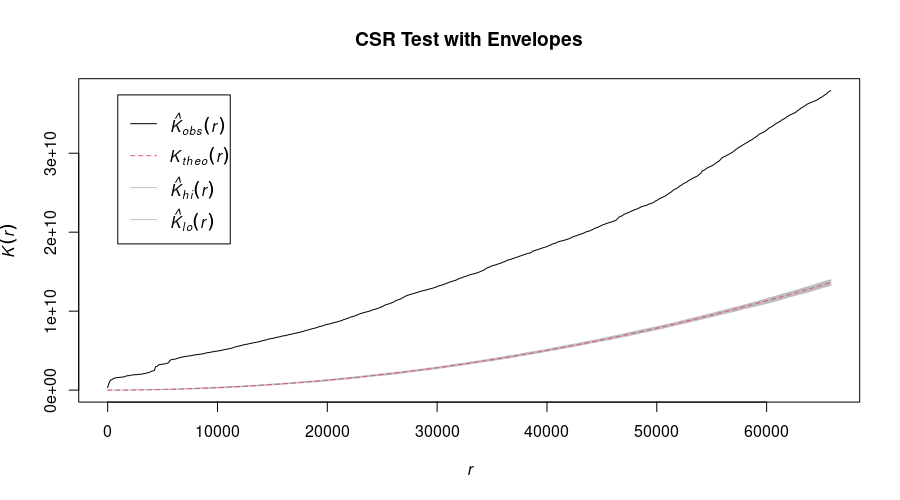 CSR Test with Envelopes
K̂obs(r)
Ktheo(r)
K̂hi(r)
K̂lo(r)
K(r)
3e+10
2e+10
1e+10
0e+00
0 10000 20000 30000 40000 50000 60000
r